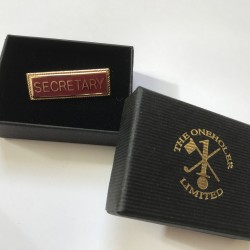 SECRETARY
THE ONEHOLER
LIMITED